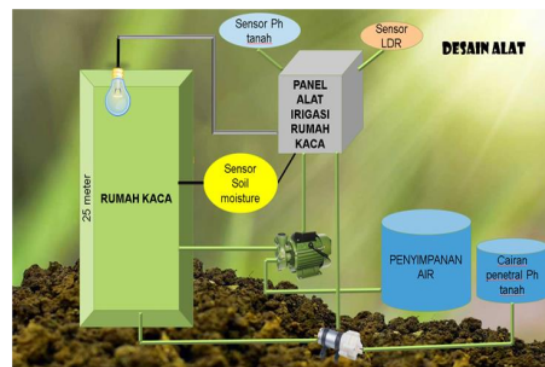 Sensor Ph
tanah
Sensor
LDR
DESAIN ALAT
PANEL
ALAT
IRIGASI
RUMAH
KACA
Sensor
Soil
moisture
25 meter
RUMAH KACA
PENYIMPANAN
AIR
Cairan
penetral Ph
tanah